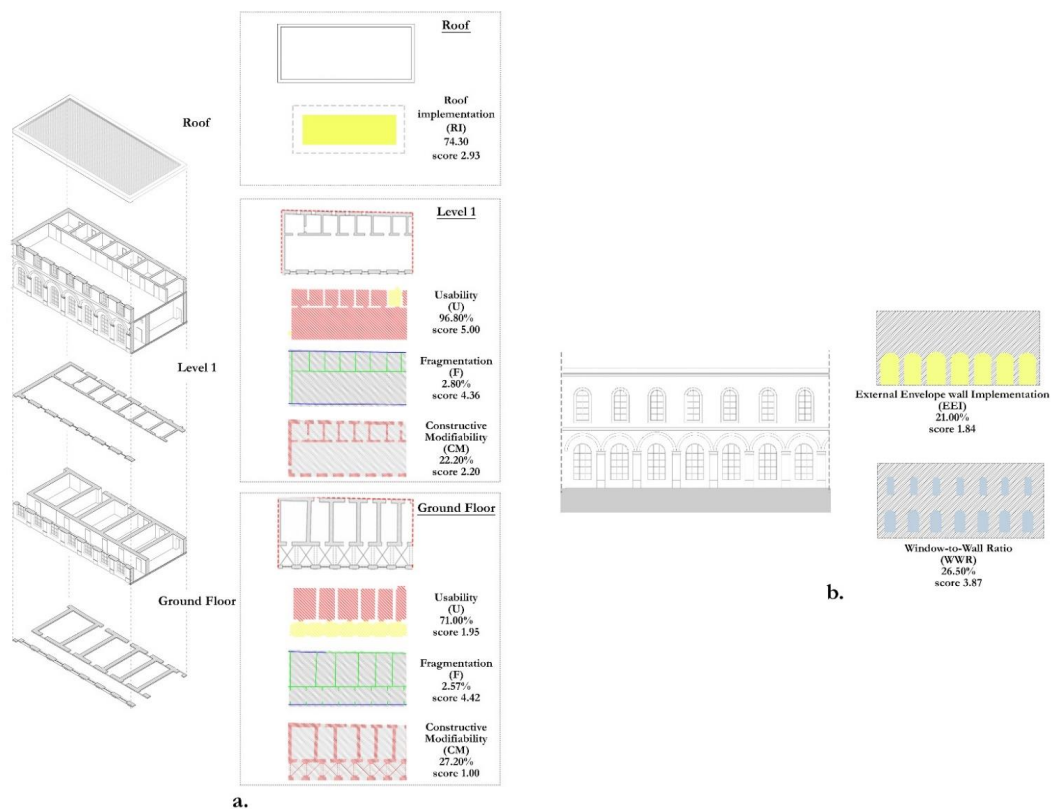 Roof
Level 1
Ground Floor
Roof
Roof
implementation
(RI)
74.30
score 2.93
Level 1
Usability
(U)
96.80%
score 5.00
Fragmentation
(F)
2.80%
score 4.36
Constructive
Modifiability
(CM)
22.20%
score 2.20
Ground Floor
Usability
(U)
71.00%
score 1.95
Fragmentation
(F)
2.57%
score 4.42
Constructive
Modifiability
(CM)
27.20%
score 1.00
a.
External Envelope wall Implementation
(EEI)
21.00%
score 1.84
Window-to-Wall Ratio
(WWR)
26.50%
score 3.87
b.